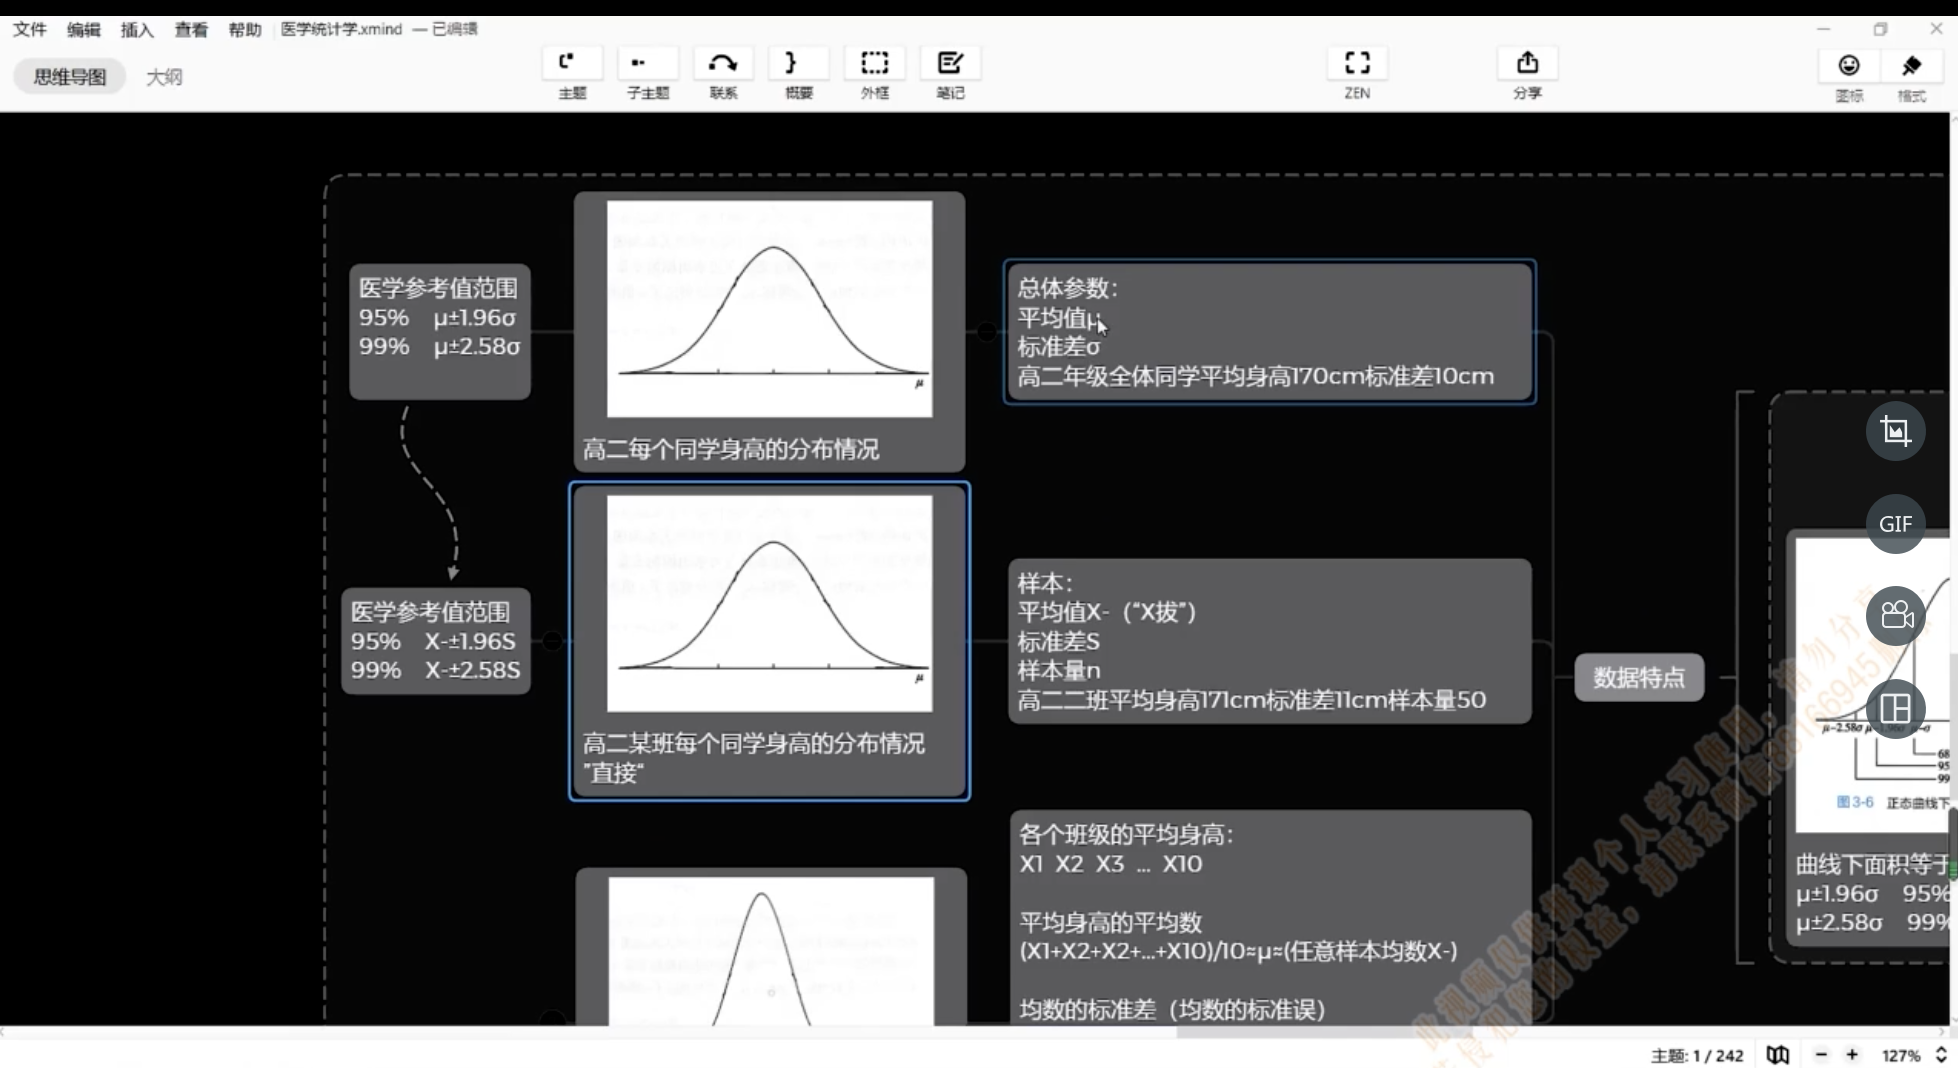 文件 编辑 插入 查看 帮助 医学统计学.xmind — 已编辑
思维导图 大纲
主题 子主题 联系 概要 外框 笔记 ZEN 分享 图标 格式
医学参考值范围
95% μ±1.96σ
99% μ±2.58σ
μ
高二每个同学身高的分布情况
总体参数：
平均值μ
标准差σ
高二年级全体同学平均身高170cm标准差10cm
医学参考值范围
95% X-±1.96S
99% X-±2.58S
μ
高二某班每个同学身高的分布情况
"直接“
样本：
平均值X-（“X拔”）
标准差S
样本量n
高二二班平均身高171cm标准差11cm样本量50
数据特点
各个班级的平均身高：
X1 X2 X3 ... X10
平均身高的平均数
(X1+X2+X2+...+X10)/10≈μ≈(任意样本均数X-)
均数的标准差（均数的标准误）
GIF
μ-2.58σ μ-1.96σ μ-σ
68
95
99
图3-6 正态曲线下
曲线下面积等于
μ±1.96σ 95%
μ±2.58σ 99%
主题: 1 / 242
127%